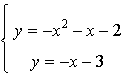 y = −x² − x − 2
y = −x − 3